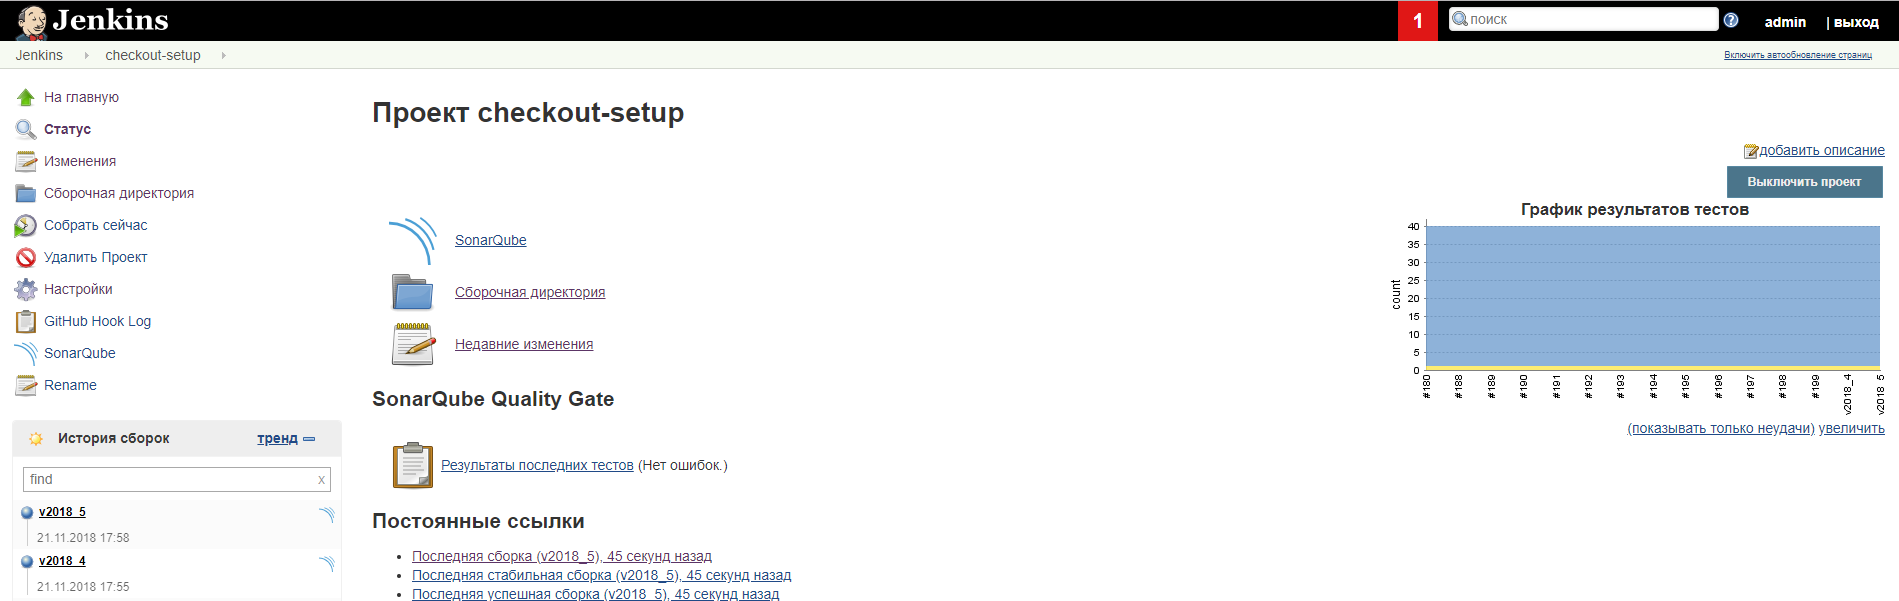 Jenkins
1
поиск
admin
| выход
Jenkins
checkout-setup
Включить автообновление страниц
На главную
Статус
Изменения
Сборочная директория
Собрать сейчас
Удалить Проект
Настройки
GitHub Hook Log
SonarQube
Rename
История сборок
тренд
find
x
v2018_5
21.11.2018 17:58
v2018_4
21.11.2018 17:55
Проект checkout-setup
SonarQube
Сборочная директория
Недавние изменения
SonarQube Quality Gate
Результаты последних тестов (Нет ошибок.)
Постоянные ссылки
Последняя сборка (v2018_5), 45 секунд назад
Последняя стабильная сборка (v2018_5), 45 секунд назад
Последняя успешная сборка (v2018_5), 45 секунд назад
добавить описание
Выключить проект
График результатов тестов
count
40
35
30
25
20
15
10
5
0
#180
#188
#189
#190
#191
#192
#193
#194
#195
#196
#197
#198
#199
v2018_4
v2018_5
(показывать только неудачи) увеличить